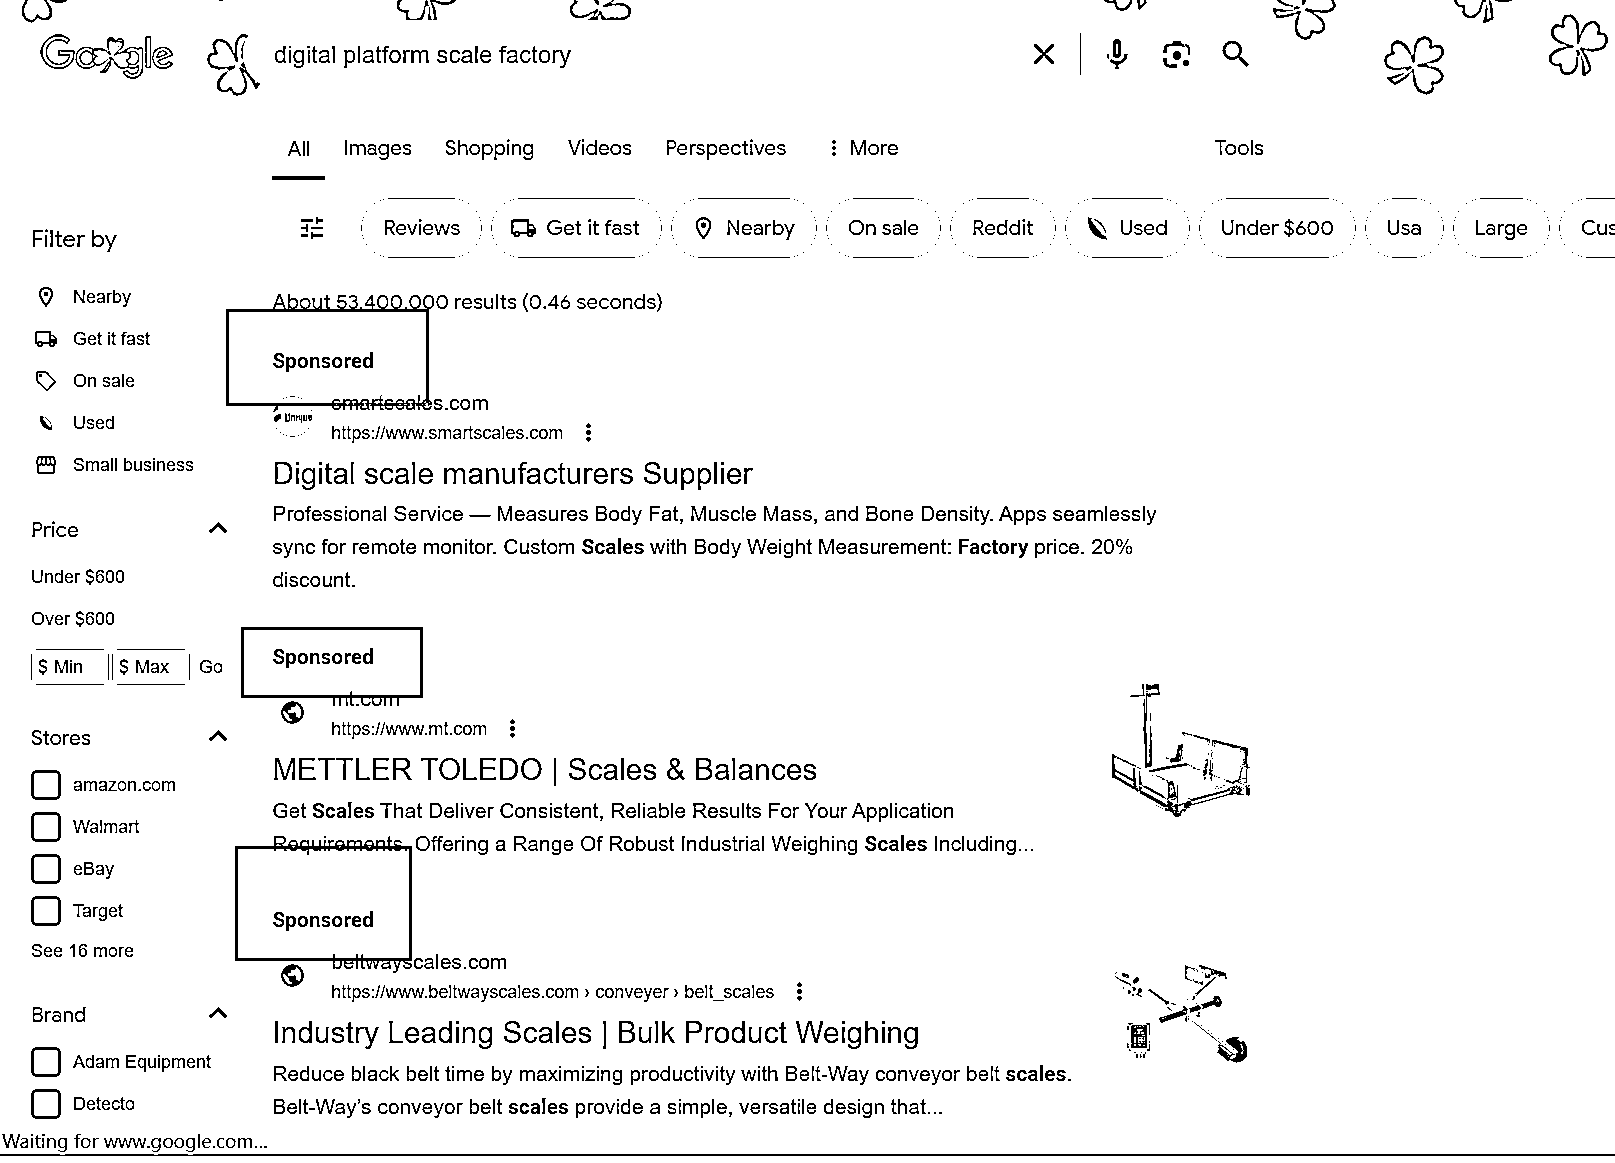 Google
digital platform scale factory
All Images Shopping Videos Perspectives More Tools
Reviews Get it fast Nearby On sale Reddit Used Under $600 Usa Large Cus
Filter by
Nearby
Get it fast
On sale
Used
Small business
Price
Under $600
Over $600
$ Min $ Max Go
Stores
amazon.com
Walmart
eBay
Target
See 16 more
Brand
Adam Equipment
Detecto
About 53,400,000 results (0.46 seconds)
Sponsored
smartscales.com
Unique
https://www.smartscales.com
Digital scale manufacturers Supplier
Professional Service — Measures Body Fat, Muscle Mass, and Bone Density. Apps seamlessly
sync for remote monitor. Custom Scales with Body Weight Measurement: Factory price. 20%
discount.
Sponsored
mt.com
https://www.mt.com
METTLER TOLEDO | Scales & Balances
Get Scales That Deliver Consistent, Reliable Results For Your Application
Requirements. Offering a Range Of Robust Industrial Weighing Scales Including...
Sponsored
beltwayscales.com
https://www.beltwayscales.com › conveyer › belt_scales
Industry Leading Scales | Bulk Product Weighing
Reduce black belt time by maximizing productivity with Belt-Way conveyor belt scales.
Belt-Way's conveyor belt scales provide a simple, versatile design that...
Waiting for www.google.com...